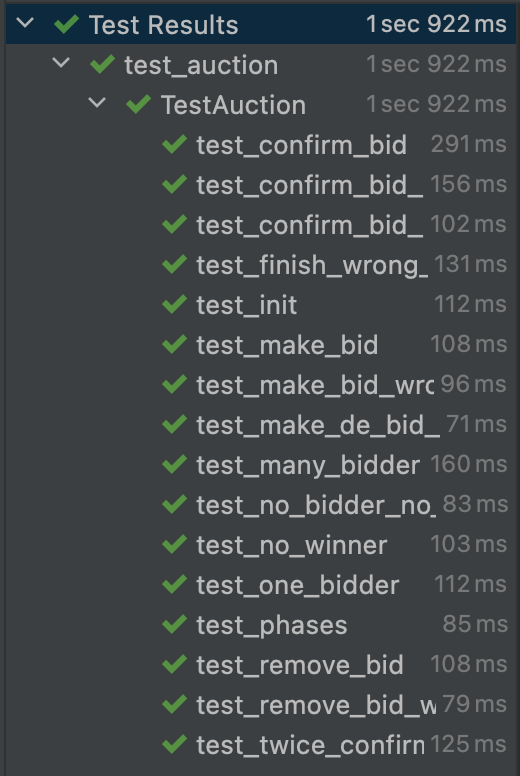 Test Results 1 sec 922 ms
test_auction 1 sec 922 ms
TestAuction 1 sec 922 ms
test_confirm_bid 291 ms
test_confirm_bid_ 156 ms
test_confirm_bid_ 102 ms
test_finish_wrong_ 131 ms
test_init 112 ms
test_make_bid 108 ms
test_make_bid_wrc 96 ms
test_make_de_bid_ 71 ms
test_many_bidder 160 ms
test_no_bidder_no_ 83 ms
test_no_winner 103 ms
test_one_bidder 112 ms
test_phases 85 ms
test_remove_bid 108 ms
test_remove_bid_w 79 ms
test_twice_confirn 125 ms